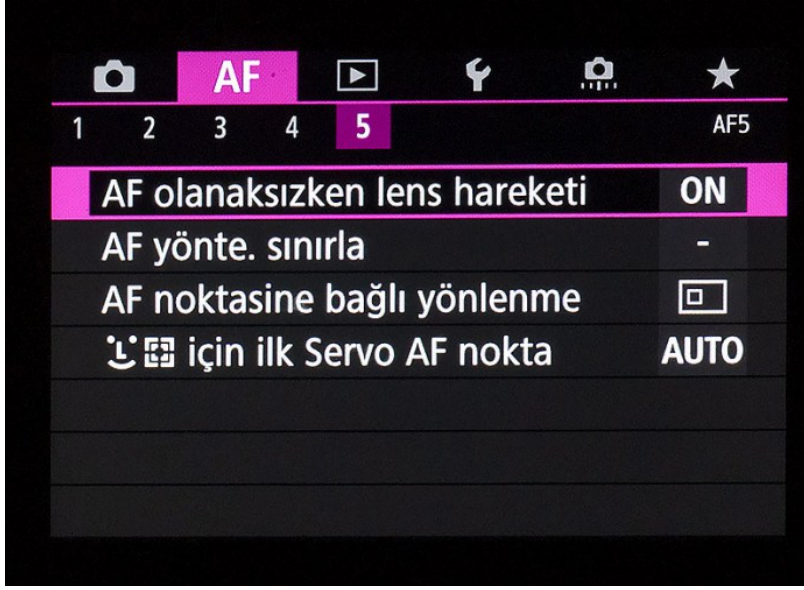 AF
1 2 3 4 5 AF5
AF olanaksızken lens hareketi ON
AF yönte. sınırla -
AF noktasine bağlı yönlenme
için ilk Servo AF nokta AUTO